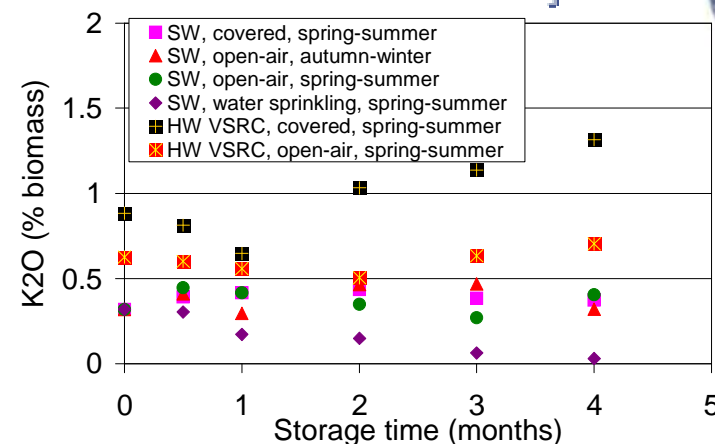 2
SW, covered, spring-summer
SW, open-air, autumn-winter
1.5
SW, open-air, spring-summer
SW, water sprinkling, spring-summer
HW VSRC, covered, spring-summer
HW VSRC, open-air, spring-summer
1
0.5
0
K2O (% biomass)
0 1 2 3 4 5
Storage time (months)